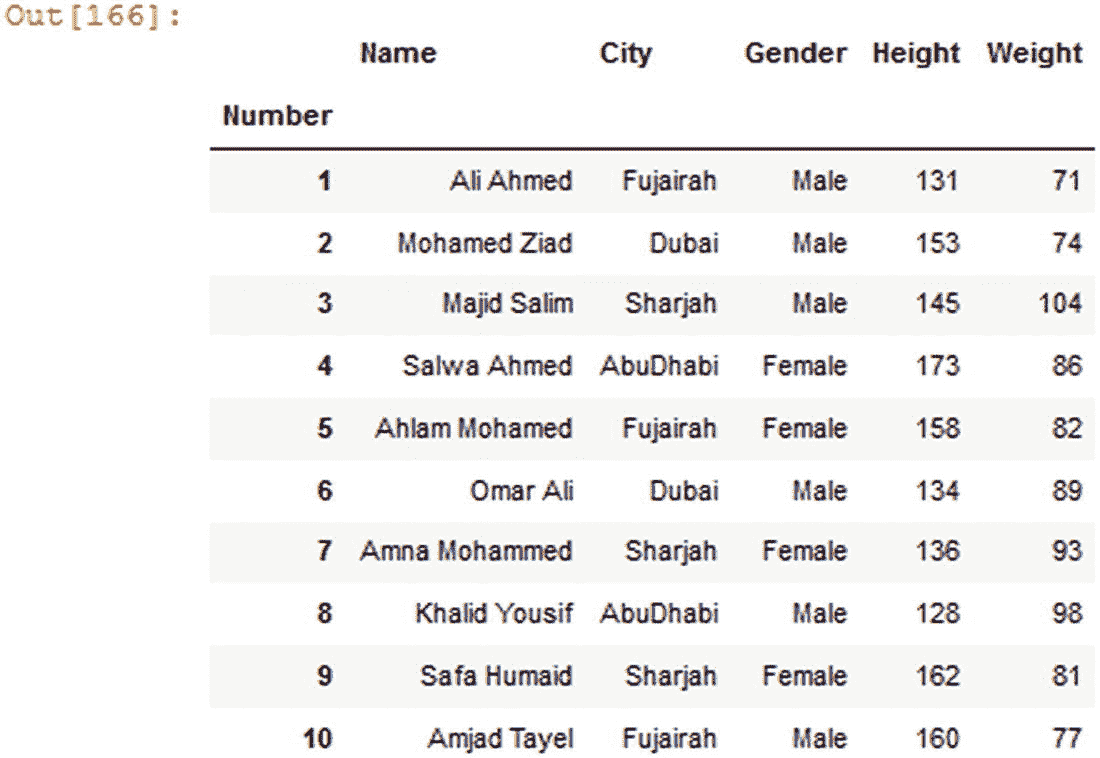 Out[166]:
Name City Gender Height Weight
Number
1 Ali Ahmed Fujairah Male 131 71
2 Mohamed Ziad Dubai Male 153 74
3 Majid Salim Sharjah Male 145 104
4 Salwa Ahmed AbuDhabi Female 173 86
5 Ahlam Mohamed Fujairah Female 158 82
6 Omar Ali Dubai Male 134 89
7 Amna Mohammed Sharjah Female 136 93
8 Khalid Yousif AbuDhabi Male 128 98
9 Safa Humaid Sharjah Female 162 81
10 Amjad Tayel Fujairah Male 160 77